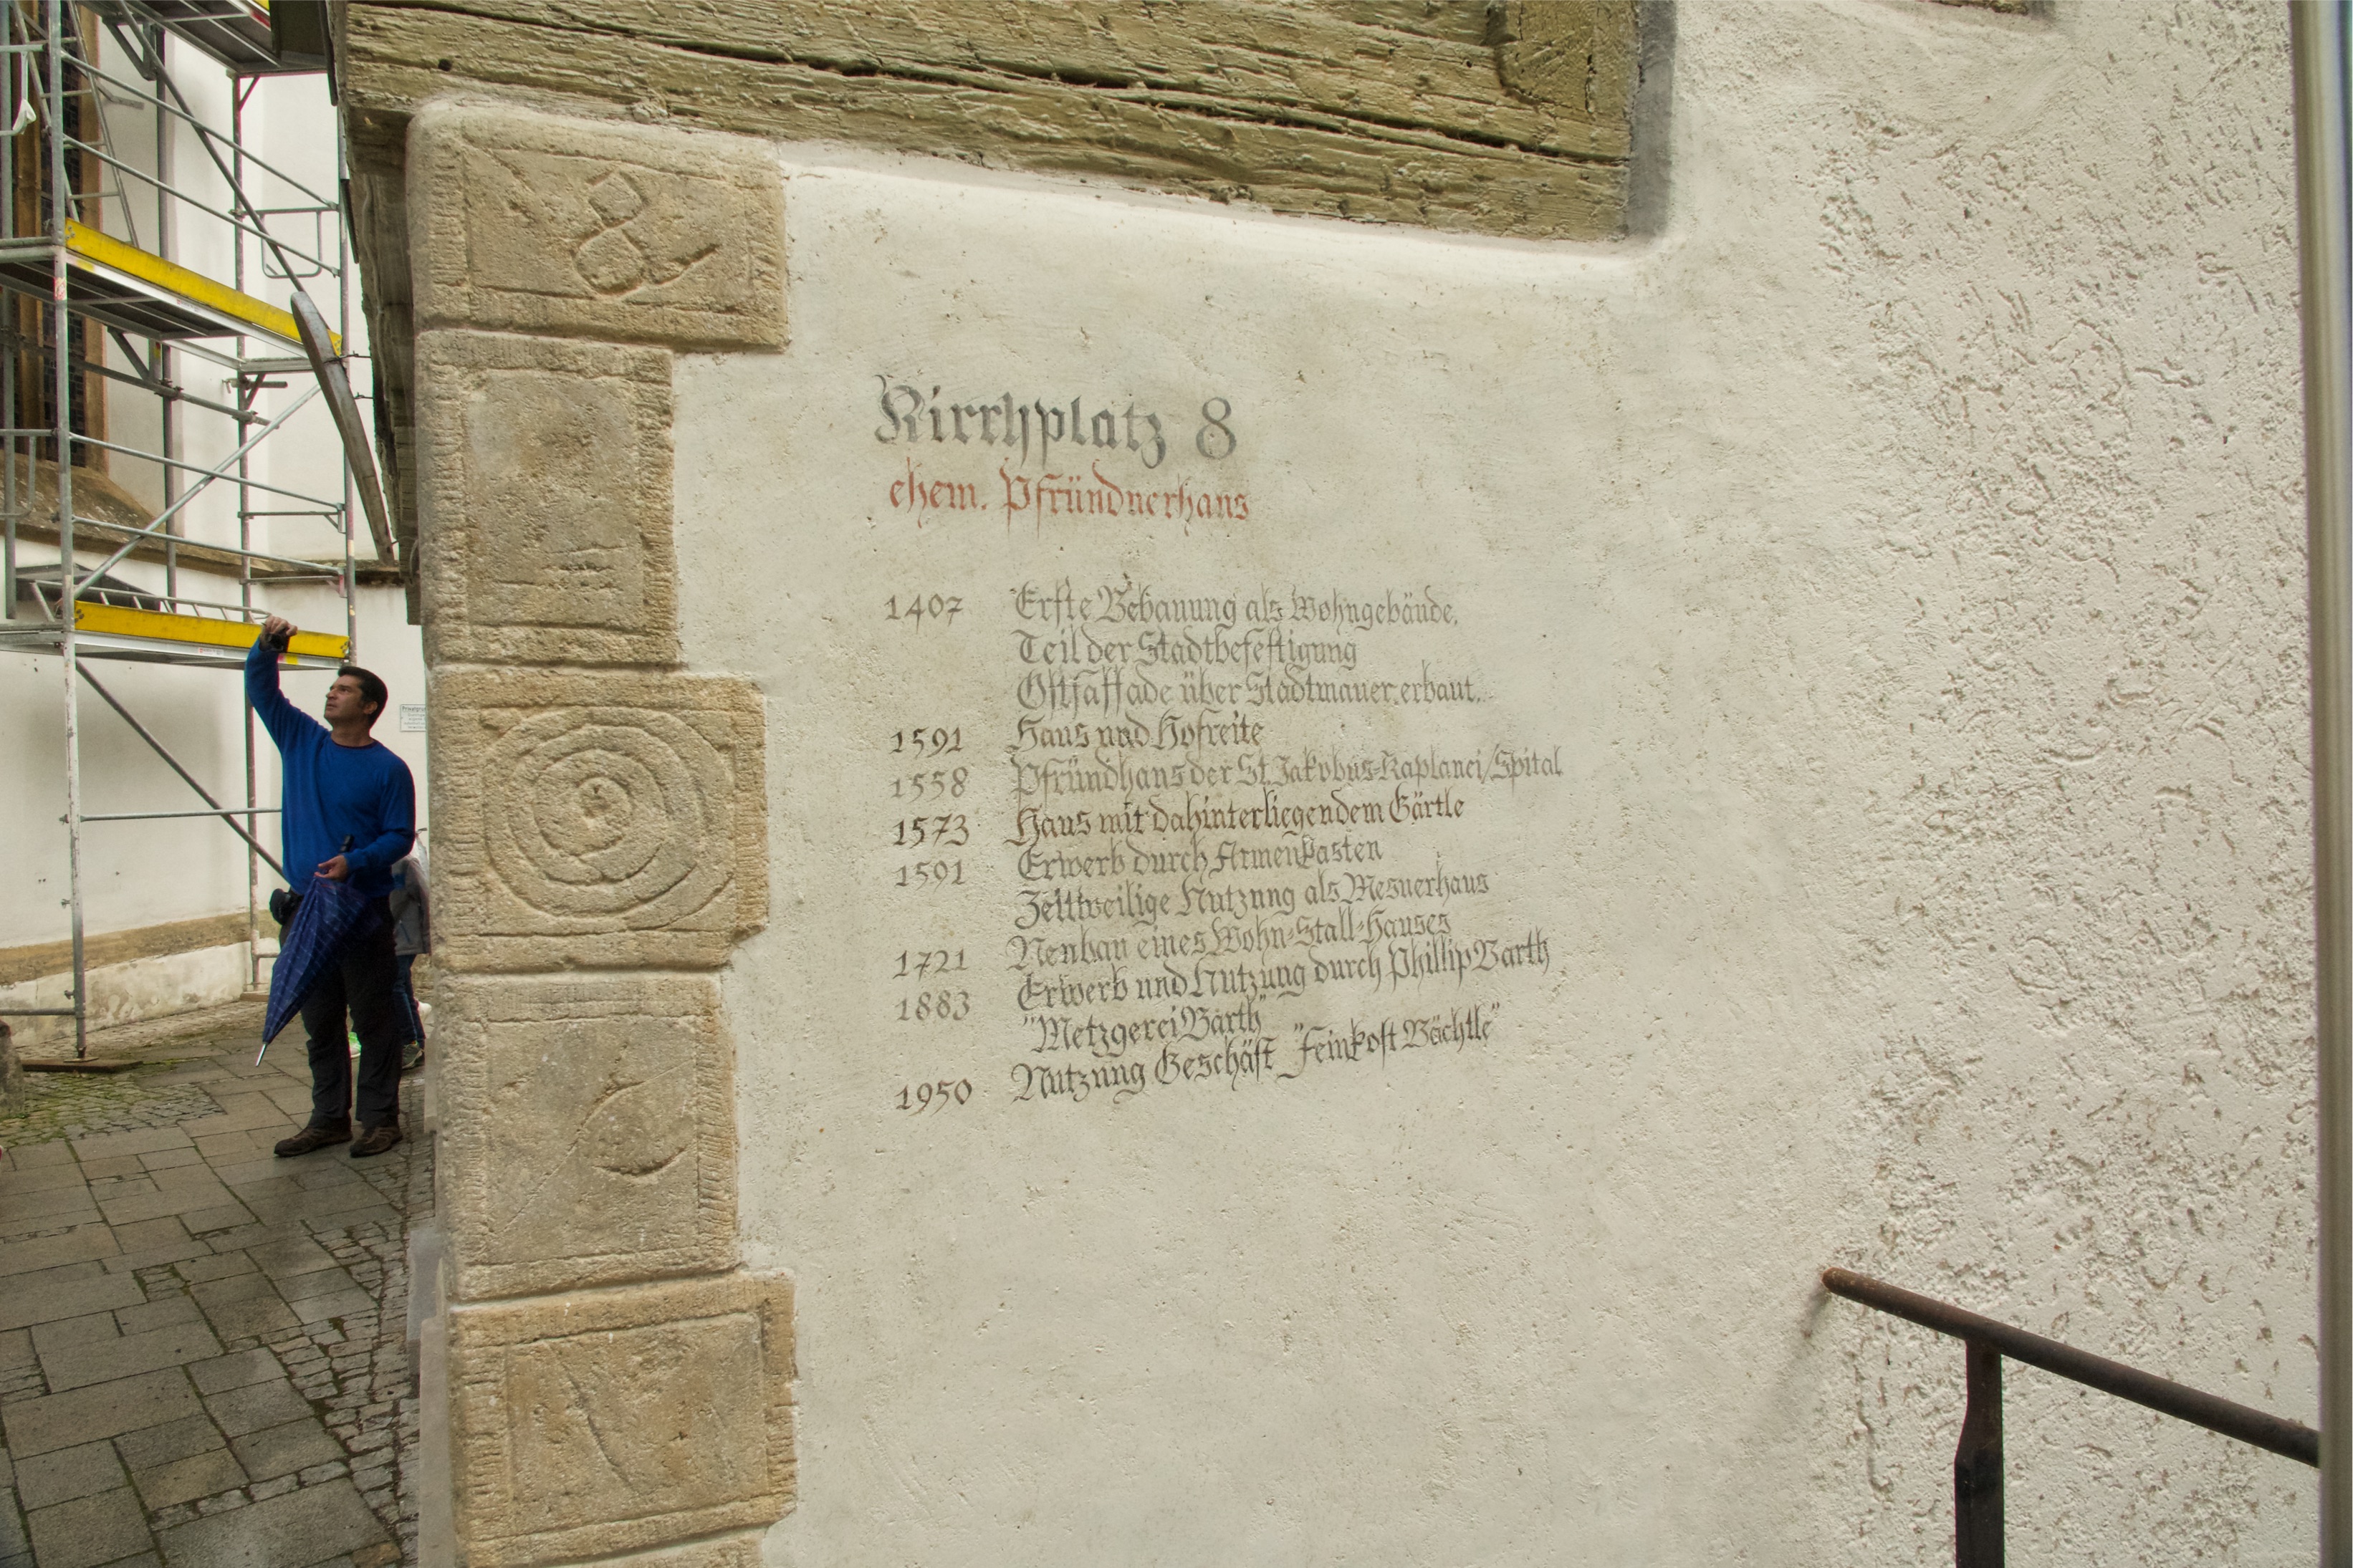 Kirchplatz 8
ehem. Pfründnerhaus
1407 Erste Bebauung als Wohngebäude,
Teil der Stadtbefestigung
Ostfassade über Stadtmauer erbaut.
1591 Haus und Hofreite
1558 Pfründhaus der St. Jakobus-Kaplanei/Spital
1573 Haus mit dahinterliegendem Gärtle
1591 Erwerb durch Armenkasten
Zeitweilige Nutzung als Mesnerhaus
1721 Neubau eines Wohn-Stall-Hauses
1883 Erwerb und Nutzung durch Phillip Barth
"Metzgerei Barth"
1950 Nutzung Geschäft "Feinkost Bächtle"